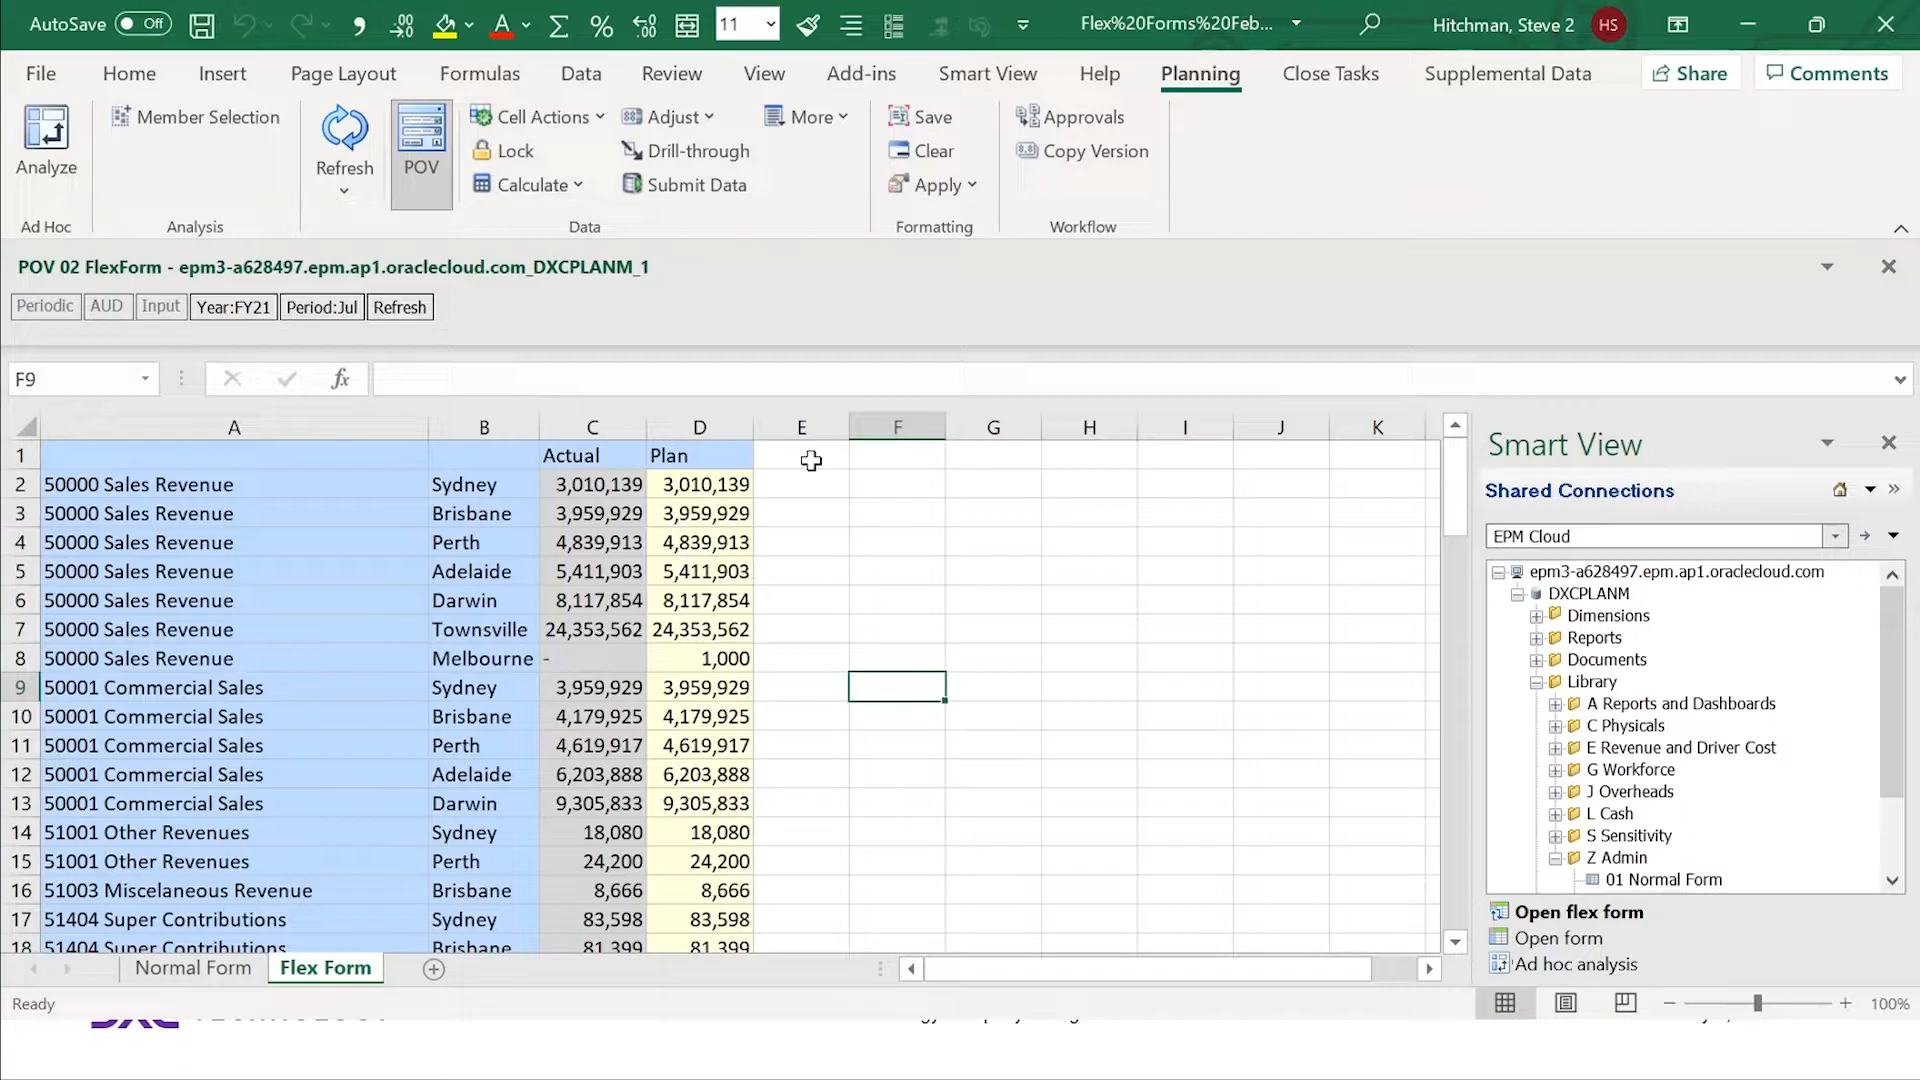 AutoSave Off 11 Flex%20Forms%20Feb... Hitchman, Steve 2 HS
File Home Insert Page Layout Formulas Data Review View Add-ins Smart View Help Planning Close Tasks Supplemental Data Share Comments
Member Selection Cell Actions Adjust More Save Approvals
Lock Drill-through Clear Copy Version
Analyze Refresh POV Calculate Submit Data Apply
Ad Hoc Analysis Data Formatting Workflow
POV 02 FlexForm - epm3-a628497.epm.ap1.oraclecloud.com_DXCPLANM_1
Periodic AUD Input Year:FY21 Period:Jul Refresh
F9 fx
A B C D E F G H I J K
1 Actual Plan
2 50000 Sales Revenue Sydney 3,010,139 3,010,139
3 50000 Sales Revenue Brisbane 3,959,929 3,959,929
4 50000 Sales Revenue Perth 4,839,913 4,839,913
5 50000 Sales Revenue Adelaide 5,411,903 5,411,903
6 50000 Sales Revenue Darwin 8,117,854 8,117,854
7 50000 Sales Revenue Townsville 24,353,562 24,353,562
8 50000 Sales Revenue Melbourne - 1,000
9 50001 Commercial Sales Sydney 3,959,929 3,959,929
10 50001 Commercial Sales Brisbane 4,179,925 4,179,925
11 50001 Commercial Sales Perth 4,619,917 4,619,917
12 50001 Commercial Sales Adelaide 6,203,888 6,203,888
13 50001 Commercial Sales Darwin 9,305,833 9,305,833
14 51001 Other Revenues Sydney 18,080 18,080
15 51001 Other Revenues Perth 24,200 24,200
16 51003 Miscelaneous Revenue Brisbane 8,666 8,666
17 51404 Super Contributions Sydney 83,598 83,598
18 51404 Super Contributions Brisbane 81,399 81,399
Normal Form Flex Form
Ready 100%
Smart View
Shared Connections
EPM Cloud
epm3-a628497.epm.ap1.oraclecloud.com
DXCPLANM
Dimensions
Reports
Documents
Library
A Reports and Dashboards
C Physicals
E Revenue and Driver Cost
G Workforce
J Overheads
L Cash
S Sensitivity
Z Admin
01 Normal Form
Open flex form
Open form
Ad hoc analysis